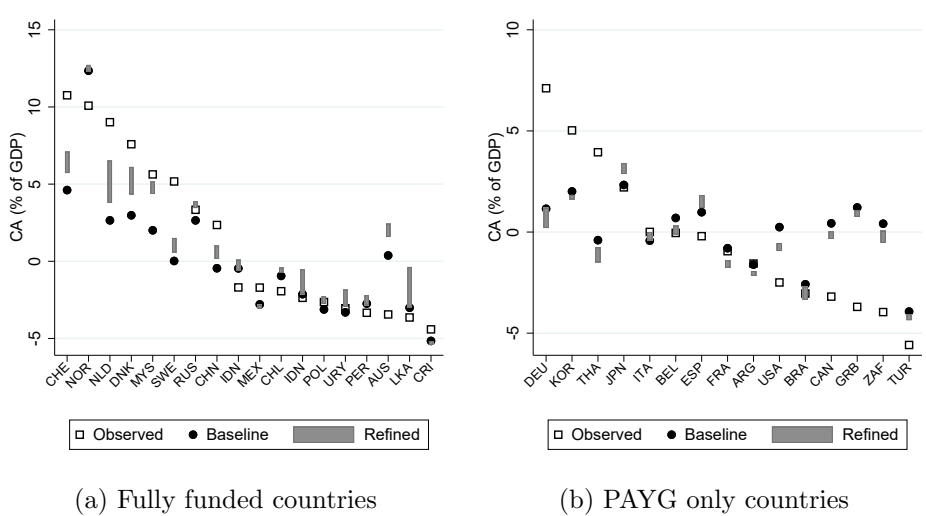 15
10
5
0
-5
CA (% of GDP)
CHE NOR NLD DNK MYS SWE RUS CHN IDN MEX CHL IDN POL URY PER AUS LKA CRI
Observed Baseline Refined
(a) Fully funded countries
10
5
0
-5
CA (% of GDP)
DEU KOR THA JPN ITA BEL ESP FRA ARG USA BRA CAN GRB ZAF TUR
Observed Baseline Refined
(b) PAYG only countries